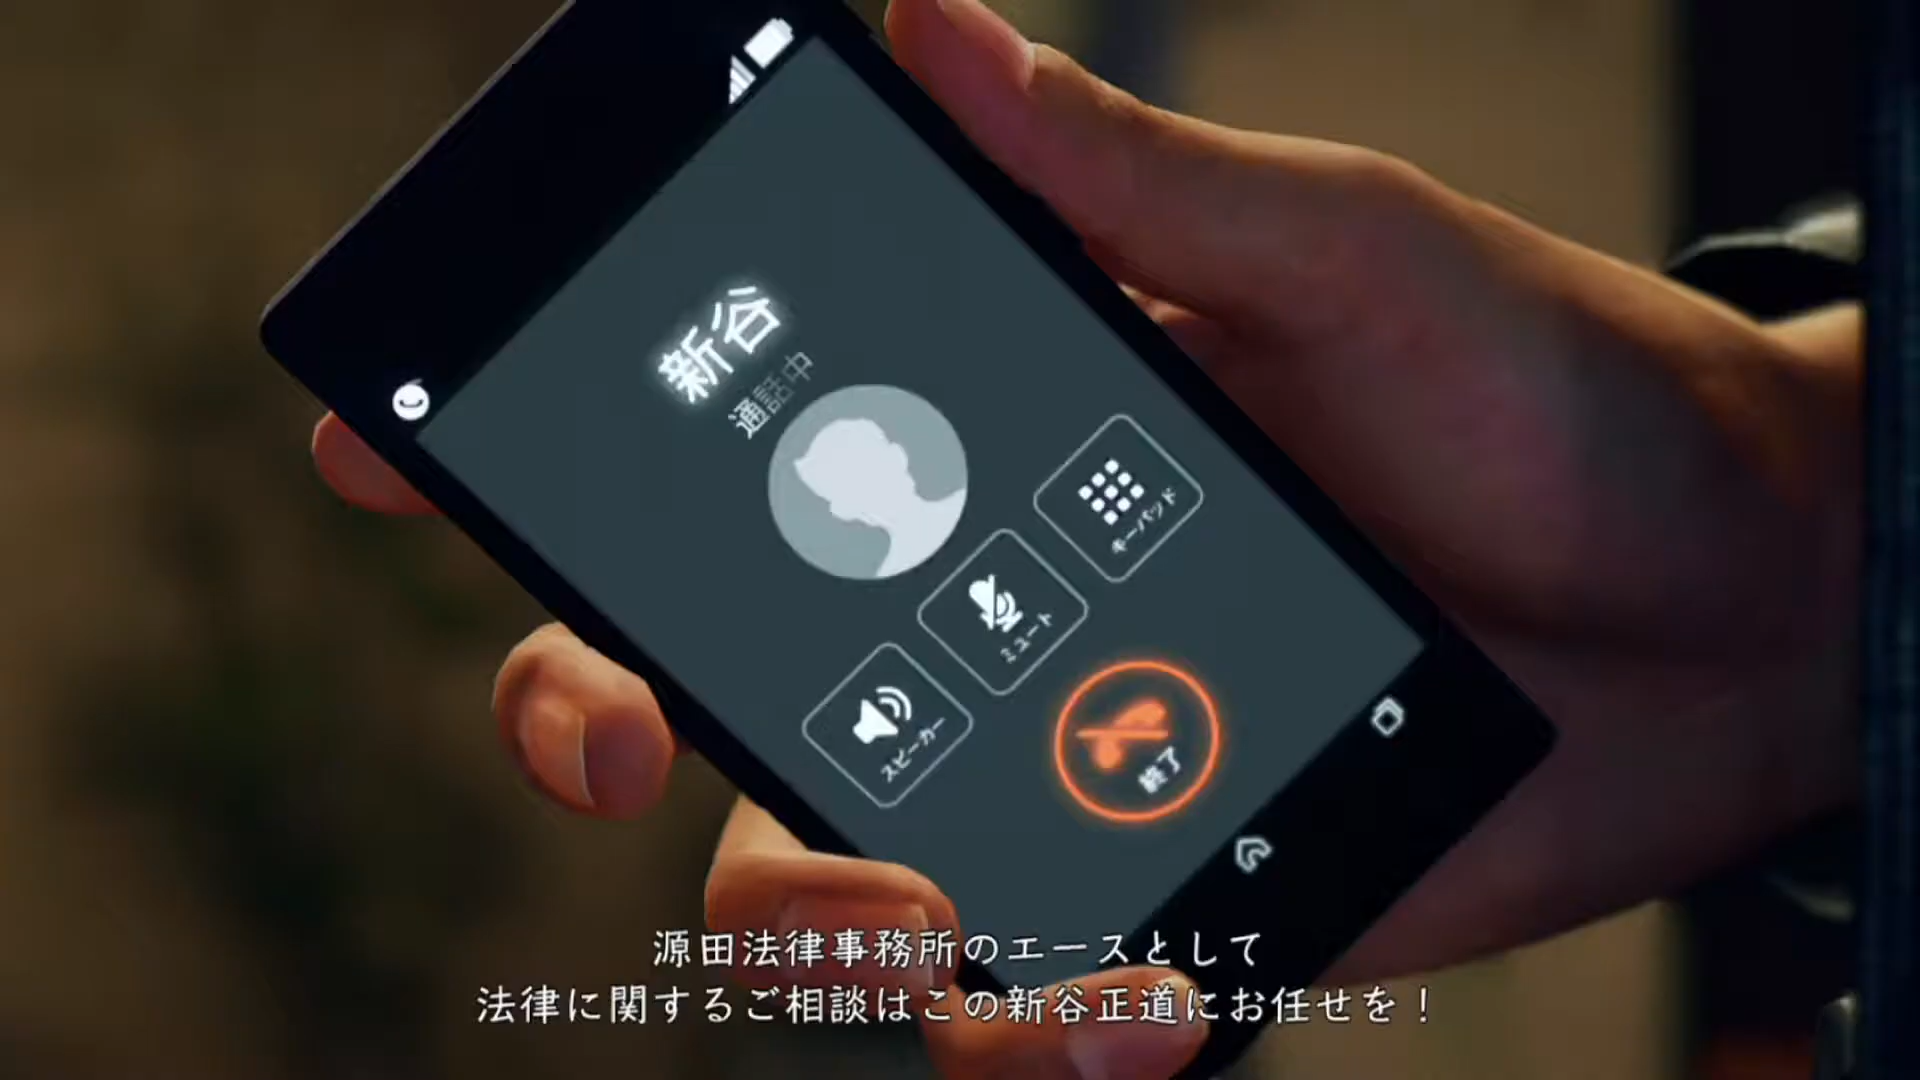 新谷
通話中
キーパッド
ミュート
スピーカー
終了
源田法律事務所のエースとして
法律に関するご相談はこの新谷正道にお任せを！